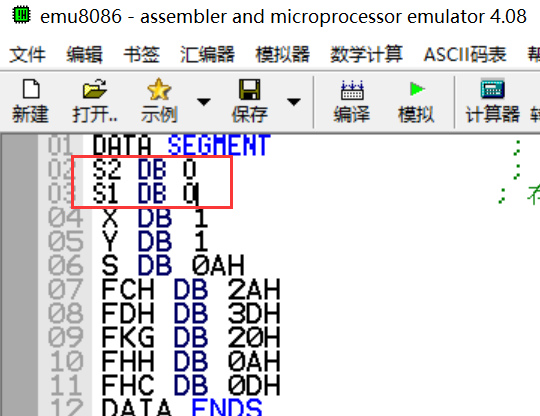 emu8086 - assembler and microprocessor emulator 4.08
文件 编辑 书签 汇编器 模拟器 数学计算 ASCII码表
新建 打开.. 示例 保存 编译 模拟 计算器
01 DATA SEGMENT ;
02 S2 DB 0 ;
03 S1 DB 0 ; 存
04 X DB 1
05 Y DB 1
06 S DB 0AH
07 FCH DB 2AH
08 FDH DB 3DH
09 FKG DB 20H
10 FHH DB 0AH
11 FHC DB 0DH
12 DATA ENDS